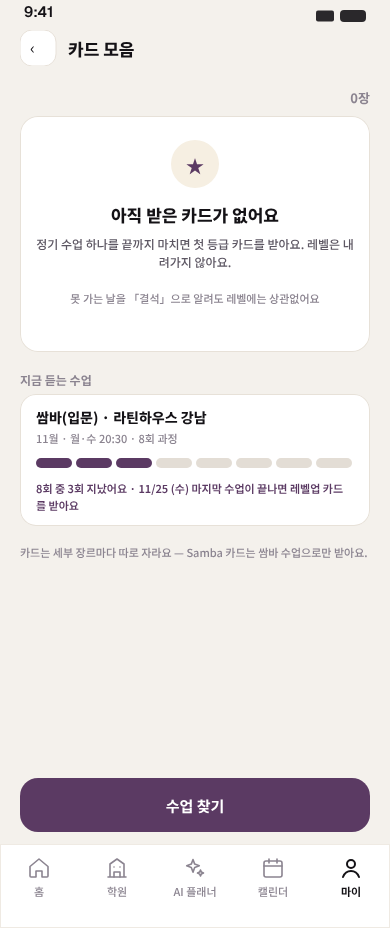 9:41
‹ 카드 모음
0장
★
아직 받은 카드가 없어요
정기 수업 하나를 끝까지 마치면 첫 등급 카드를 받아요. 레벨은 내
려가지 않아요.
못 가는 날을 「결석」으로 알려도 레벨에는 상관없어요
지금 듣는 수업
쌈바(입문) · 라틴하우스 강남
11월 · 월·수 20:30 · 8회 과정
8회 중 3회 지났어요 · 11/25 (수) 마지막 수업이 끝나면 레벨업 카드
를 받아요
카드는 세부 장르마다 따로 자라요 — Samba 카드는 쌈바 수업으로만 받아요.
수업 찾기
홈 학원 AI 플래너 캘린더 마이